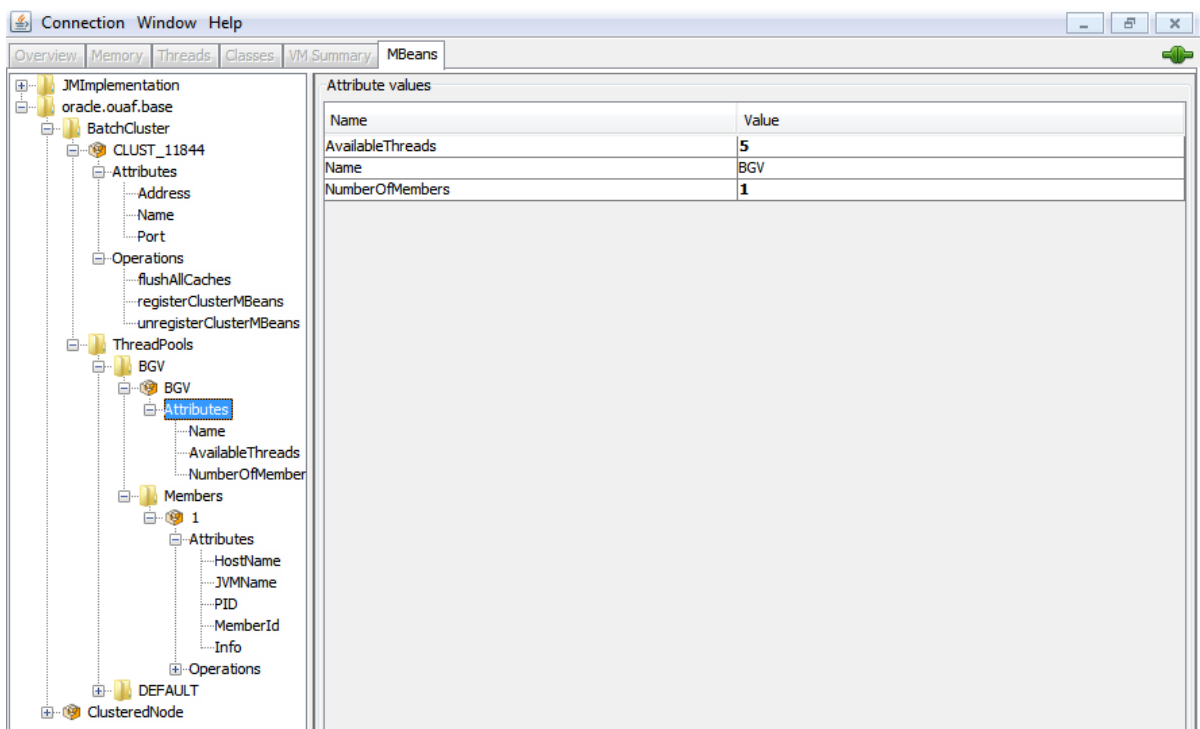 Connection Window Help
Overview Memory Threads Classes VM Summary MBeans
JMImplementation
oracle.ouaf.base
BatchCluster
CLUST_11844
Attributes
Address
Name
Port
Operations
flushAllCaches
registerClusterMBeans
unregisterClusterMBeans
ThreadPools
BGV
BGV
Attributes
Name
AvailableThreads
NumberOfMember
Members
1
Attributes
HostName
JVMName
PID
MemberId
Info
Operations
DEFAULT
ClusteredNode
Attribute values
Name Value
AvailableThreads 5
Name BGV
NumberOfMembers 1